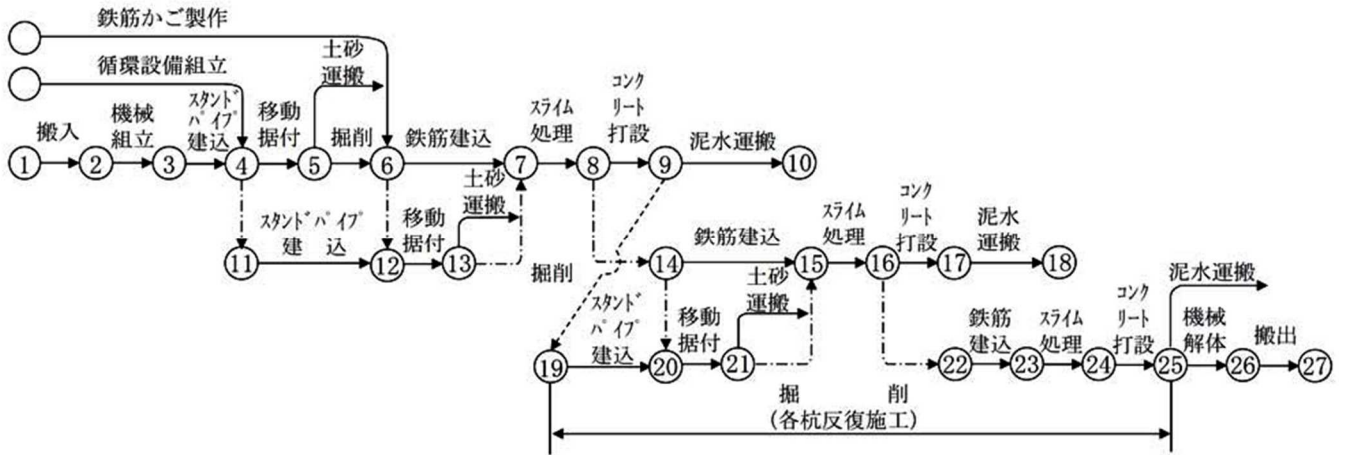 鉄筋かご製作
循環設備組立
土砂
運搬
搬入
機械
組立
ｽﾀﾝﾄﾞ
ﾊﾟｲﾌﾟ
建込
移動
据付
掘削
鉄筋建込
ｽﾗｲﾑ
処理
ｺﾝｸ
ﾘｰﾄ
打設
泥水運搬
① ② ③ ④ ⑤ ⑥ ⑦ ⑧ ⑨ ⑩
ｽﾀﾝﾄﾞﾊﾟｲﾌﾟ
建 込
移動
据付
土砂
運搬
掘削
⑪ ⑫ ⑬
鉄筋建込
ｽﾗｲﾑ
処理
ｺﾝｸ
ﾘｰﾄ
打設
泥水
運搬
⑭ ⑮ ⑯ ⑰ ⑱
ｽﾀﾝﾄﾞ
ﾊﾟｲﾌﾟ
建込
移動
据付
土砂
運搬
掘 削
鉄筋
建込
ｽﾗｲﾑ
処理
ｺﾝｸ
ﾘｰﾄ
打設
泥水運搬
機械
解体
搬出
⑲ ⑳ ㉑ ㉒ ㉓ ㉔ ㉕ ㉖ ㉗
(各杭反復施工)